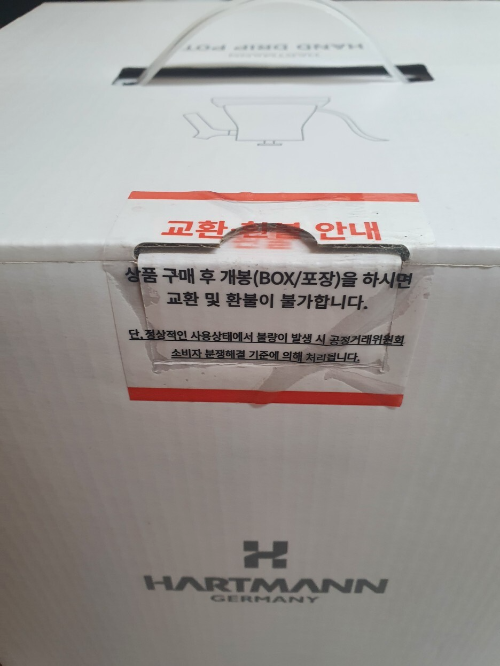 HARTMANN
HAND DRIP POT
교환 환불 안내
상품 구매 후 개봉(BOX/포장)을 하시면
교환 및 환불이 불가합니다.
단, 정상적인 사용상태에서 불량이 발생 시 공정거래위원회
소비자 분쟁해결 기준에 의해 처리됩니다.
HARTMANN
GERMANY